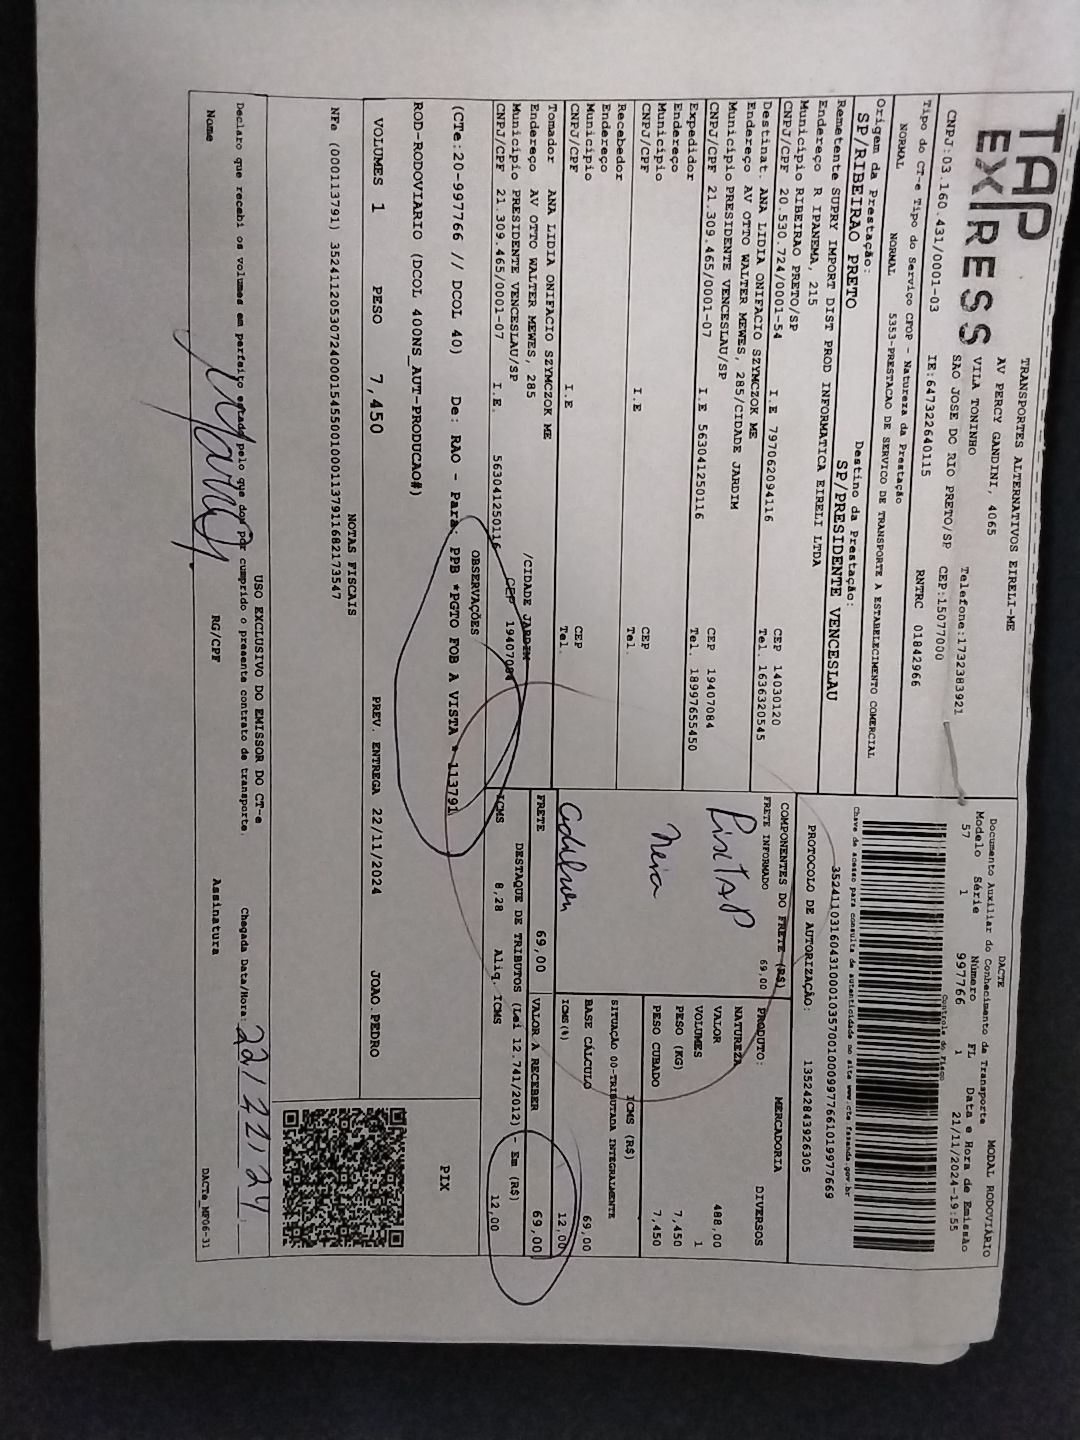 TAP
EXPRESS
TRANSPORTES ALTERNATIVOS EIRELI-ME
AV PERCY GANDINI, 4065
VILA TONINHO
SAO JOSE DO RIO PRETO/SP CEP:15077000
Telefone:1732383921
CNPJ:03.160.431/0001-03 IE:647322640115 RNTRC 01842966
DACTE MODAL RODOVIÁRIO
Documento Auxiliar do Conhecimento de Transporte
Modelo Série Número FL Data e Hora de Emissão
57 1 997766 1 21/11/2024-19:55
Controle do Fisco
Tipo do CT-e Tipo do Serviço CFOP - Natureza da Prestação
NORMAL NORMAL 5353-PRESTACAO DE SERVICO DE TRANSPORTE A ESTABELECIMENTO COMERCIAL
Chave de acesso para consulta de autenticidade no site www.cte.fazenda.gov.br
35241103160431000103570010009977661019977669
Origem da Prestação: Destino da Prestação:
SP/RIBEIRAO PRETO SP/PRESIDENTE VENCESLAU
PROTOCOLO DE AUTORIZAÇÃO: 135242843926305
Remetente SUPRY IMPORT DIST PROD INFORMATICA EIRELI LTDA
Endereço R IPANEMA, 215
Município RIBEIRAO PRETO/SP CEP 14030120
CNPJ/CPF 20.530.724/0001-54 I.E 797062094116 Tel. 1636320545
Destinat. ANA LIDIA ONIFACIO SZYMCZOK ME
Endereço AV OTTO WALTER MEWES, 285/CIDADE JARDIM
Município PRESIDENTE VENCESLAU/SP CEP 19407084
CNPJ/CPF 21.309.465/0001-07 I.E 563041250116 Tel. 18997655450
Expedidor
Endereço
Município CEP
CNPJ/CPF I.E Tel.
Recebedor
Endereço
Município CEP
CNPJ/CPF I.E Tel.
Tomador ANA LIDIA ONIFACIO SZYMCZOK ME
Endereço AV OTTO WALTER MEWES, 285 /CIDADE JARDIM
Município PRESIDENTE VENCESLAU/SP CEP 19407084
CNPJ/CPF 21.309.465/0001-07 I.E. 563041250116
COMPONENTES DO FRETE (R$)
FRETE INFORMADO 69,00
Neia
FRETE 69,00
PRODUTO: MERCADORIA
NATUREZA DIVERSOS
VALOR 488,00
VOLUMES 1
PESO (KG) 7,450
PESO CUBADO 7,450
ICMS (R$)
SITUAÇÃO 00-TRIBUTADA INTEGRALMENTE
BASE CÁLCULO 69,00
ICMS(%) 12,00
VALOR A RECEBER 69,00
DESTAQUE DE TRIBUTOS (Lei 12.741/2012) - Em (R$)
ICMS 8,28 Aliq. ICMS 12,00
OBSERVAÇÕES
(CTe:20-997766 // DCOL 40) De: RAO - Para: PPB *PGTO FOB A VISTA * 113791
ROD-RODOVIARIO (DCOL 400NS_AUT-PRODUCAO#)
PIX
VOLUMES 1 PESO 7,450 PREV. ENTREGA 22/11/2024 JOAO PEDRO
NOTAS FISCAIS
NFe (000113791) 35241120530724000154550010001137911682173547
USO EXCLUSIVO DO EMISSOR DO CT-e
Declaro que recebi os volumes em perfeito estado pelo que dou por cumprido o presente contrato de transporte. Chegada Data/Hora: 22/11/24
Nome RG/CPF Assinatura
DACTe_MP06-31